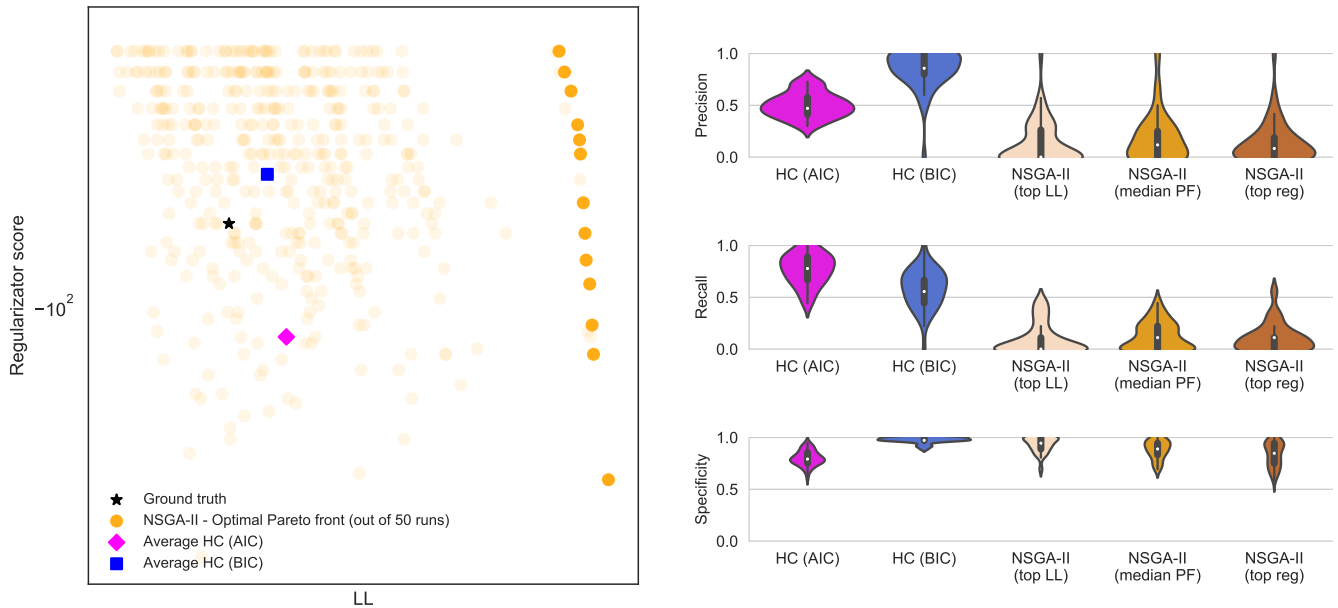 Regularizator score
−10²
LL
Ground truth
NSGA-II - Optimal Pareto front (out of 50 runs)
Average HC (AIC)
Average HC (BIC)
Precision
1.0
0.5
0.0
HC (AIC)
HC (BIC)
NSGA-II
(top LL)
NSGA-II
(median PF)
NSGA-II
(top reg)
Recall
1.0
0.5
0.0
HC (AIC)
HC (BIC)
NSGA-II
(top LL)
NSGA-II
(median PF)
NSGA-II
(top reg)
Specificity
1.0
0.5
0.0
HC (AIC)
HC (BIC)
NSGA-II
(top LL)
NSGA-II
(median PF)
NSGA-II
(top reg)